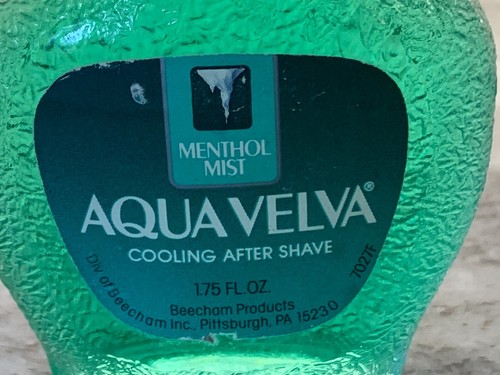 MENTHOL
MIST
AQUA VELVA®
COOLING AFTER SHAVE
1.75 FL. OZ.
Beecham Products
Div of Beecham Inc., Pittsburgh, PA 15230
7027F